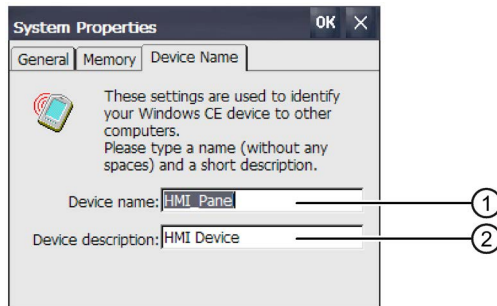 System Properties OK ×
General Memory Device Name
These settings are used to identify
your Windows CE device to other
computers.
Please type a name (without any
spaces) and a short description.
Device name: HMI_Panel 1
Device description: HMI Device 2